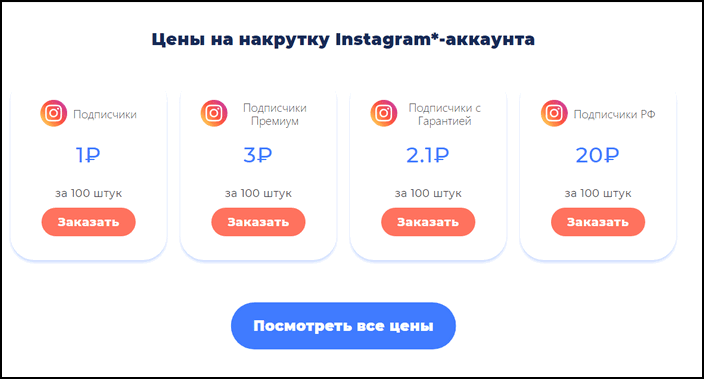 Цены на накрутку Instagram*-аккаунта
Подписчики
1₽
за 100 штук
Заказать
Подписчики
Премиум
3₽
за 100 штук
Заказать
Подписчики с
Гарантией
2.1₽
за 100 штук
Заказать
Подписчики РФ
20₽
за 100 штук
Заказать
Посмотреть все цены